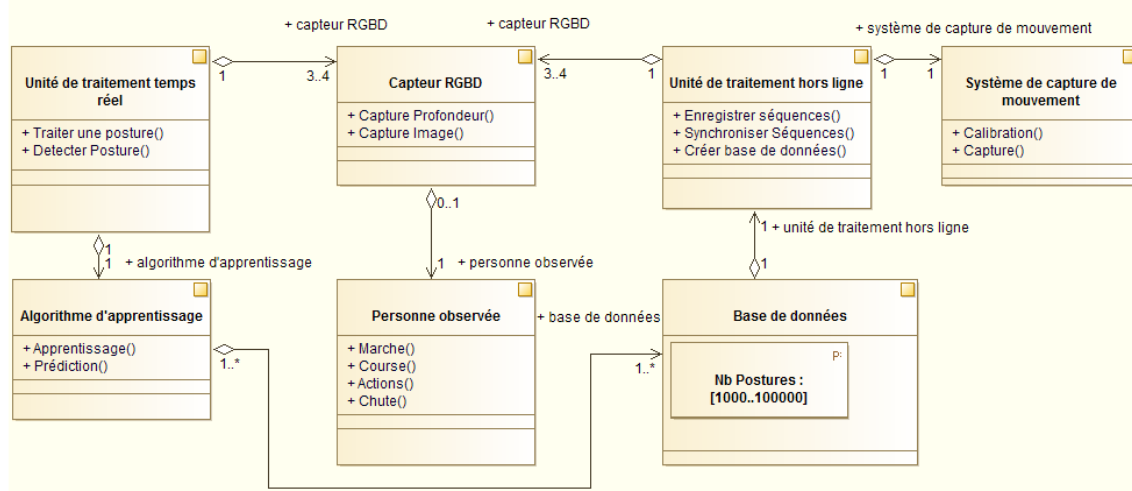 + capteur RGBD
+ capteur RGBD
+ système de capture de mouvement
Unité de traitement temps
réel
+ Traiter une posture()
+ Detecter Posture()
1
3..4
Capteur RGBD
+ Capture Profondeur()
+ Capture Image()
3..4
1
Unité de traitement hors ligne
+ Enregistrer séquences()
+ Synchroniser Séquences()
+ Créer base de données()
1
1
Système de capture de
mouvement
+ Calibration()
+ Capture()
0..1
1
1
+ algorithme d'apprentissage
1
+ personne observée
1
+ unité de traitement hors ligne
1
Algorithme d'apprentissage
+ Apprentissage()
+ Prédiction()
1..*
Personne observée
+ Marche()
+ Course()
+ Actions()
+ Chute()
+ base de données
1..*
Base de données
p:
Nb Postures :
[1000..100000]